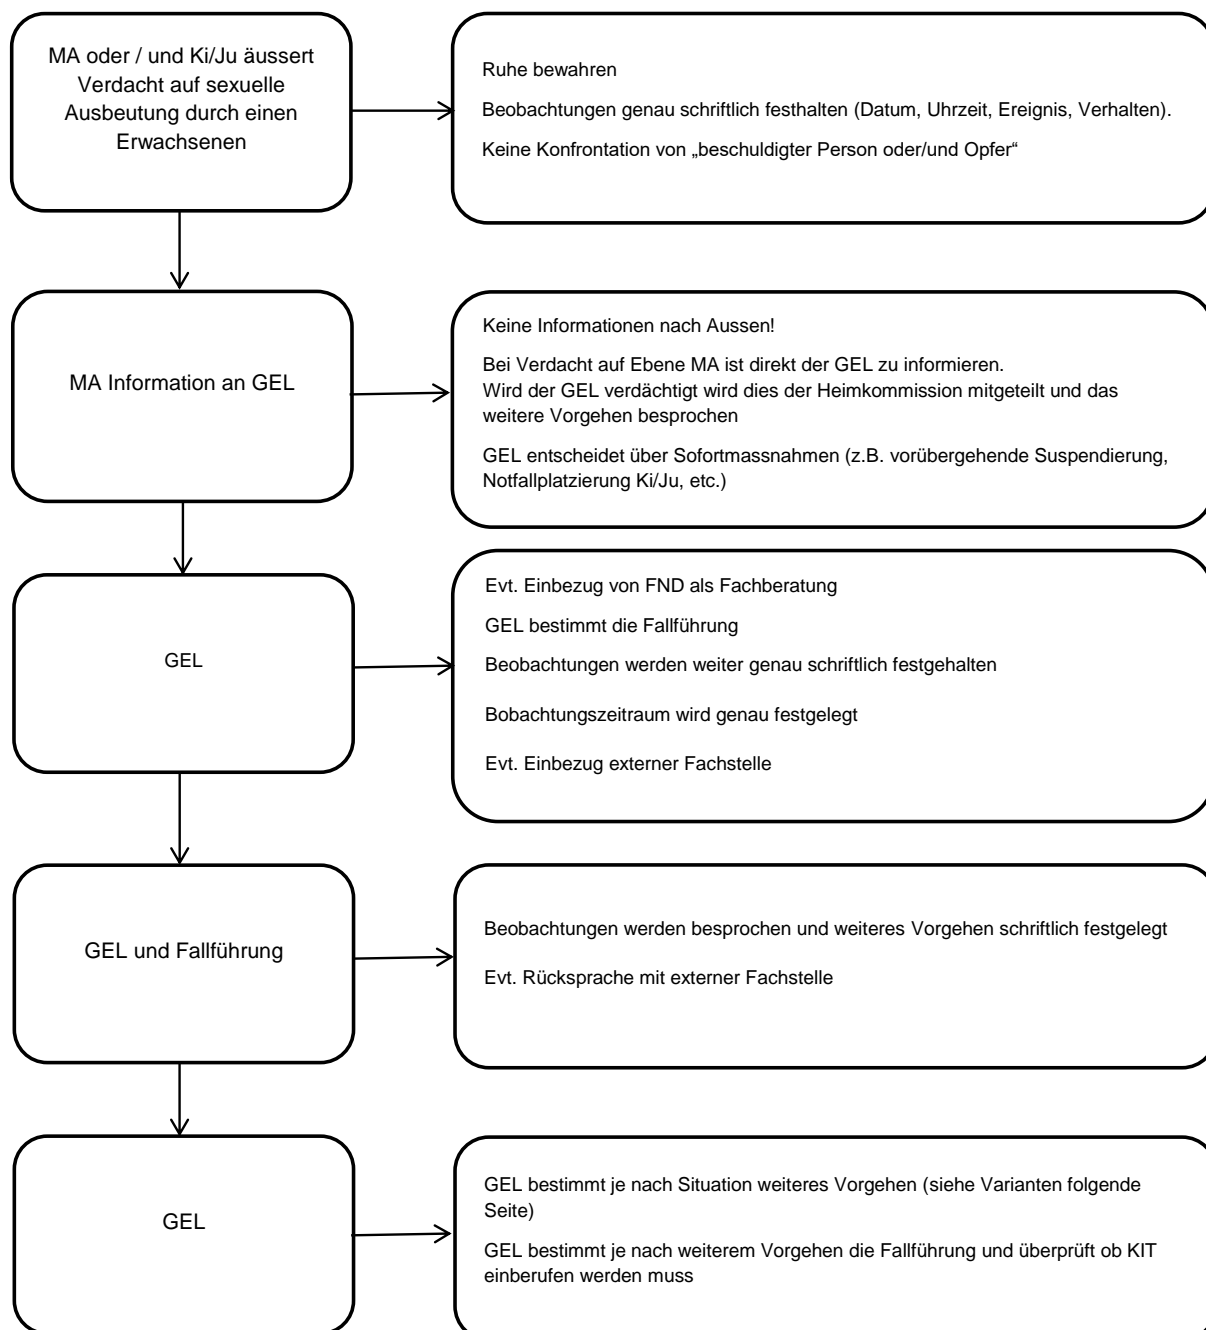 MA oder / und Ki/Ju äussert
Verdacht auf sexuelle
Ausbeutung durch einen
Erwachsenen
Ruhe bewahren
Beobachtungen genau schriftlich festhalten (Datum, Uhrzeit, Ereignis, Verhalten).
Keine Konfrontation von „beschuldigter Person oder/und Opfer“
MA Information an GEL
Keine Informationen nach Aussen!
Bei Verdacht auf Ebene MA ist direkt der GEL zu informieren.
Wird der GEL verdächtigt wird dies der Heimkommission mitgeteilt und das
weitere Vorgehen besprochen
GEL entscheidet über Sofortmassnahmen (z.B. vorübergehende Suspendierung,
Notfallplatzierung Ki/Ju, etc.)
GEL
Evt. Einbezug von FND als Fachberatung
GEL bestimmt die Fallführung
Beobachtungen werden weiter genau schriftlich festgehalten
Bobachtungszeitraum wird genau festgelegt
Evt. Einbezug externer Fachstelle
GEL und Fallführung
Beobachtungen werden besprochen und weiteres Vorgehen schriftlich festgelegt
Evt. Rücksprache mit externer Fachstelle
GEL
GEL bestimmt je nach Situation weiteres Vorgehen (siehe Varianten folgende
Seite)
GEL bestimmt je nach weiterem Vorgehen die Fallführung und überprüft ob KIT
einberufen werden muss